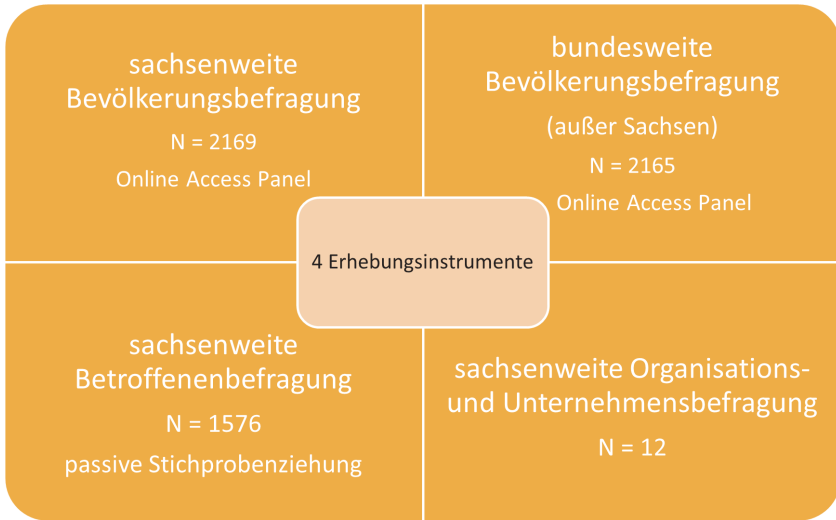 sachsenweite
Bevölkerungsbefragung
N = 2169
Online Access Panel
bundesweite
Bevölkerungsbefragung
(außer Sachsen)
N = 2165
Online Access Panel
4 Erhebungsinstrumente
sachsenweite
Betroffenenbefragung
N = 1576
passive Stichprobenziehung
sachsenweite Organisations-
und Unternehmensbefragung
N = 12